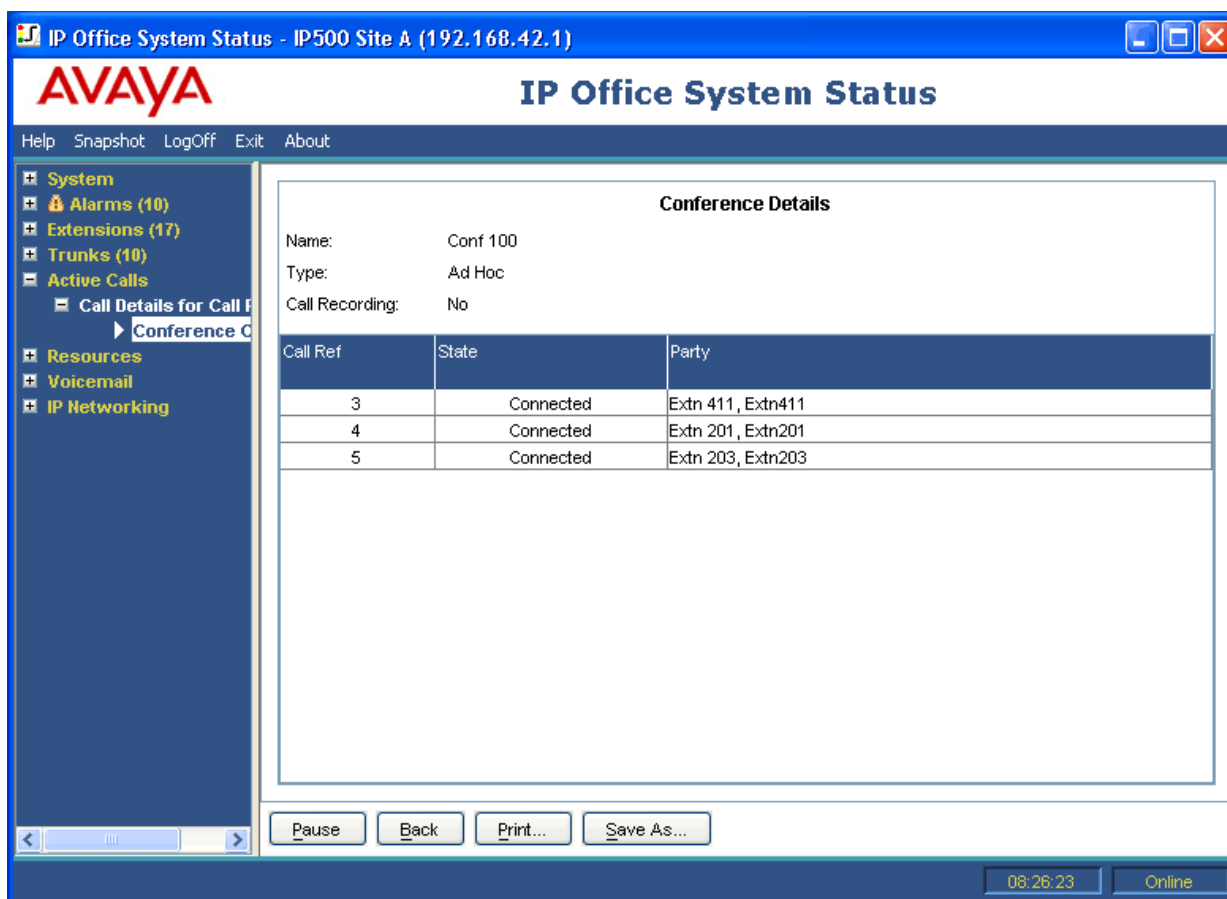 IP Office System Status - IP500 Site A (192.168.42.1)
AVAYA
IP Office System Status
Help Snapshot LogOff Exit About
System
Alarms (10)
Extensions (17)
Trunks (10)
Active Calls
Call Details for Call
Conference
Resources
Voicemail
IP Networking
Conference Details
Name: Conf 100
Type: Ad Hoc
Call Recording: No
Call Ref State Party
3 Connected Extn 411, Extn411
4 Connected Extn 201, Extn201
5 Connected Extn 203, Extn203
Pause Back Print... Save As...
08:26:23 Online